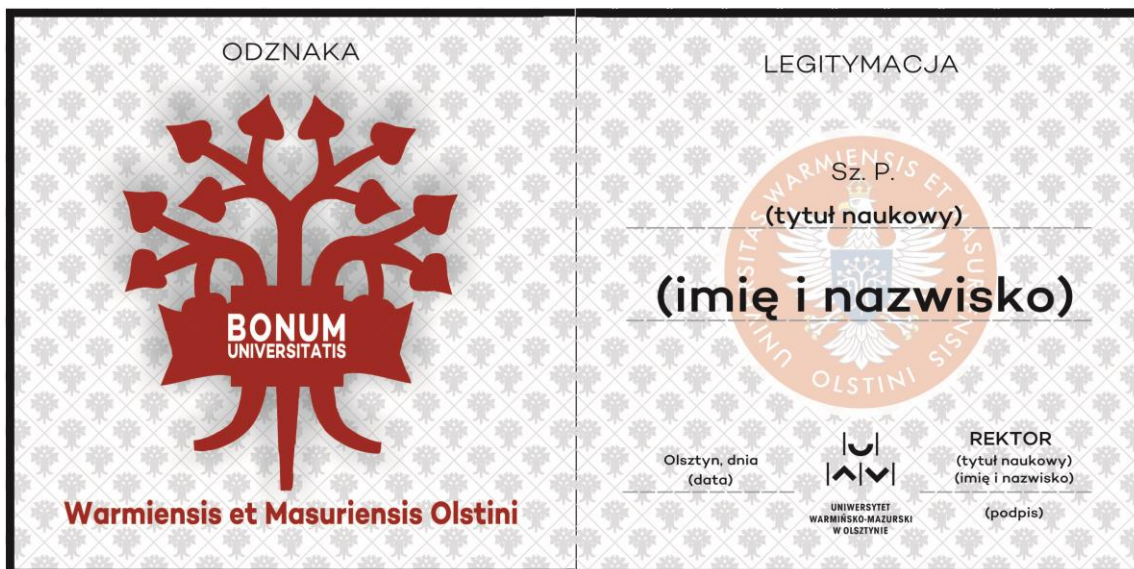 ODZNAKA
BONUM
UNIVERSITATIS
Warmiensis et Masuriensis Olstini
LEGITYMACJA
UNIVERSITAS WARMIENSIS ET MASURIENSIS OLSTINI
Sz. P.
(tytuł naukowy)
(imię i nazwisko)
Olsztyn, dnia
(data)
UNIWERSYTET
WARMIŃSKO-MAZURSKI
W OLSZTYNIE
REKTOR
(tytuł naukowy)
(imię i nazwisko)
(podpis)